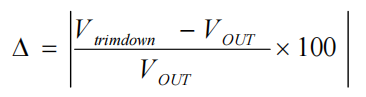 Δ = | (V_trimdown − V_OUT) / V_OUT × 100 |